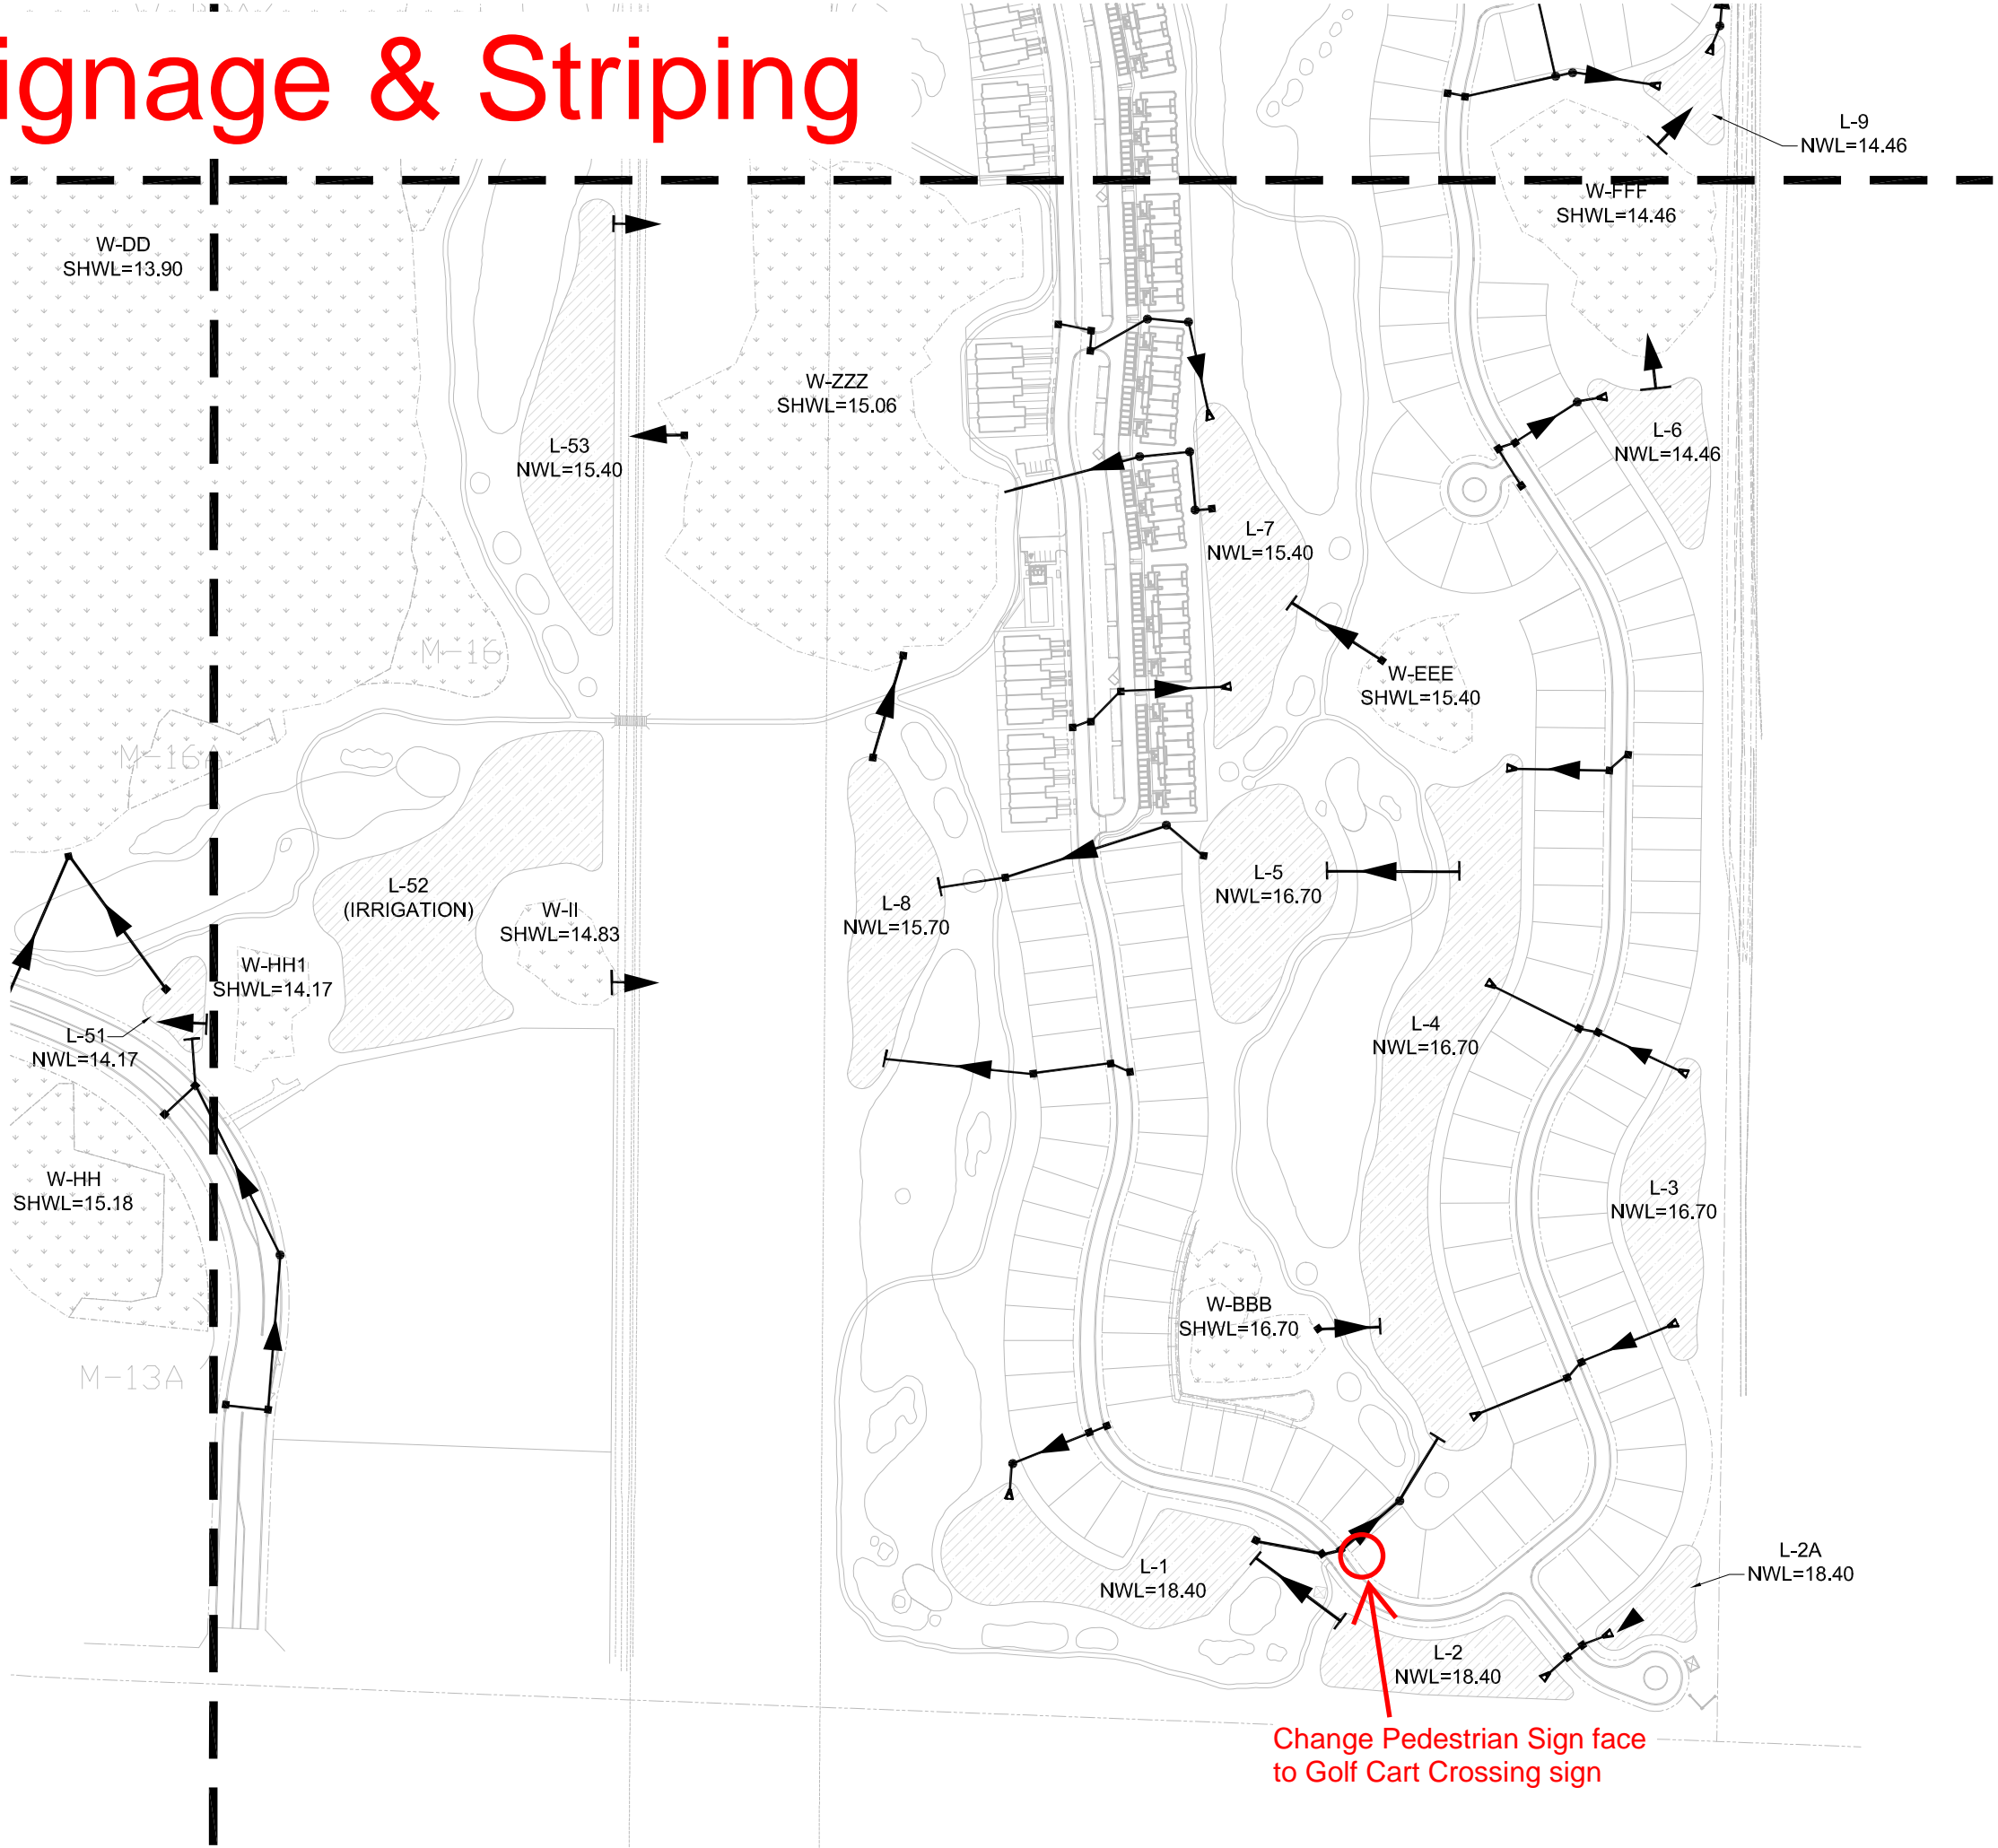 ignage & Striping
L-9
NWL=14.46
W-FFF
SHWL=14.46
W-DD
SHWL=13.90
W-ZZZ
SHWL=15.06
L-53
NWL=15.40
L-6
NWL=14.46
L-7
NWL=15.40
M-16
W-EEE
SHWL=15.40
M-16A
L-52
(IRRIGATION)
W-II
SHWL=14.83
L-8
NWL=15.70
L-5
NWL=16.70
W-HH1
SHWL=14.17
L-51
NWL=14.17
L-4
NWL=16.70
W-HH
SHWL=15.18
L-3
NWL=16.70
W-BBB
SHWL=16.70
M-13A
L-1
NWL=18.40
L-2A
NWL=18.40
L-2
NWL=18.40
Change Pedestrian Sign face
to Golf Cart Crossing sign